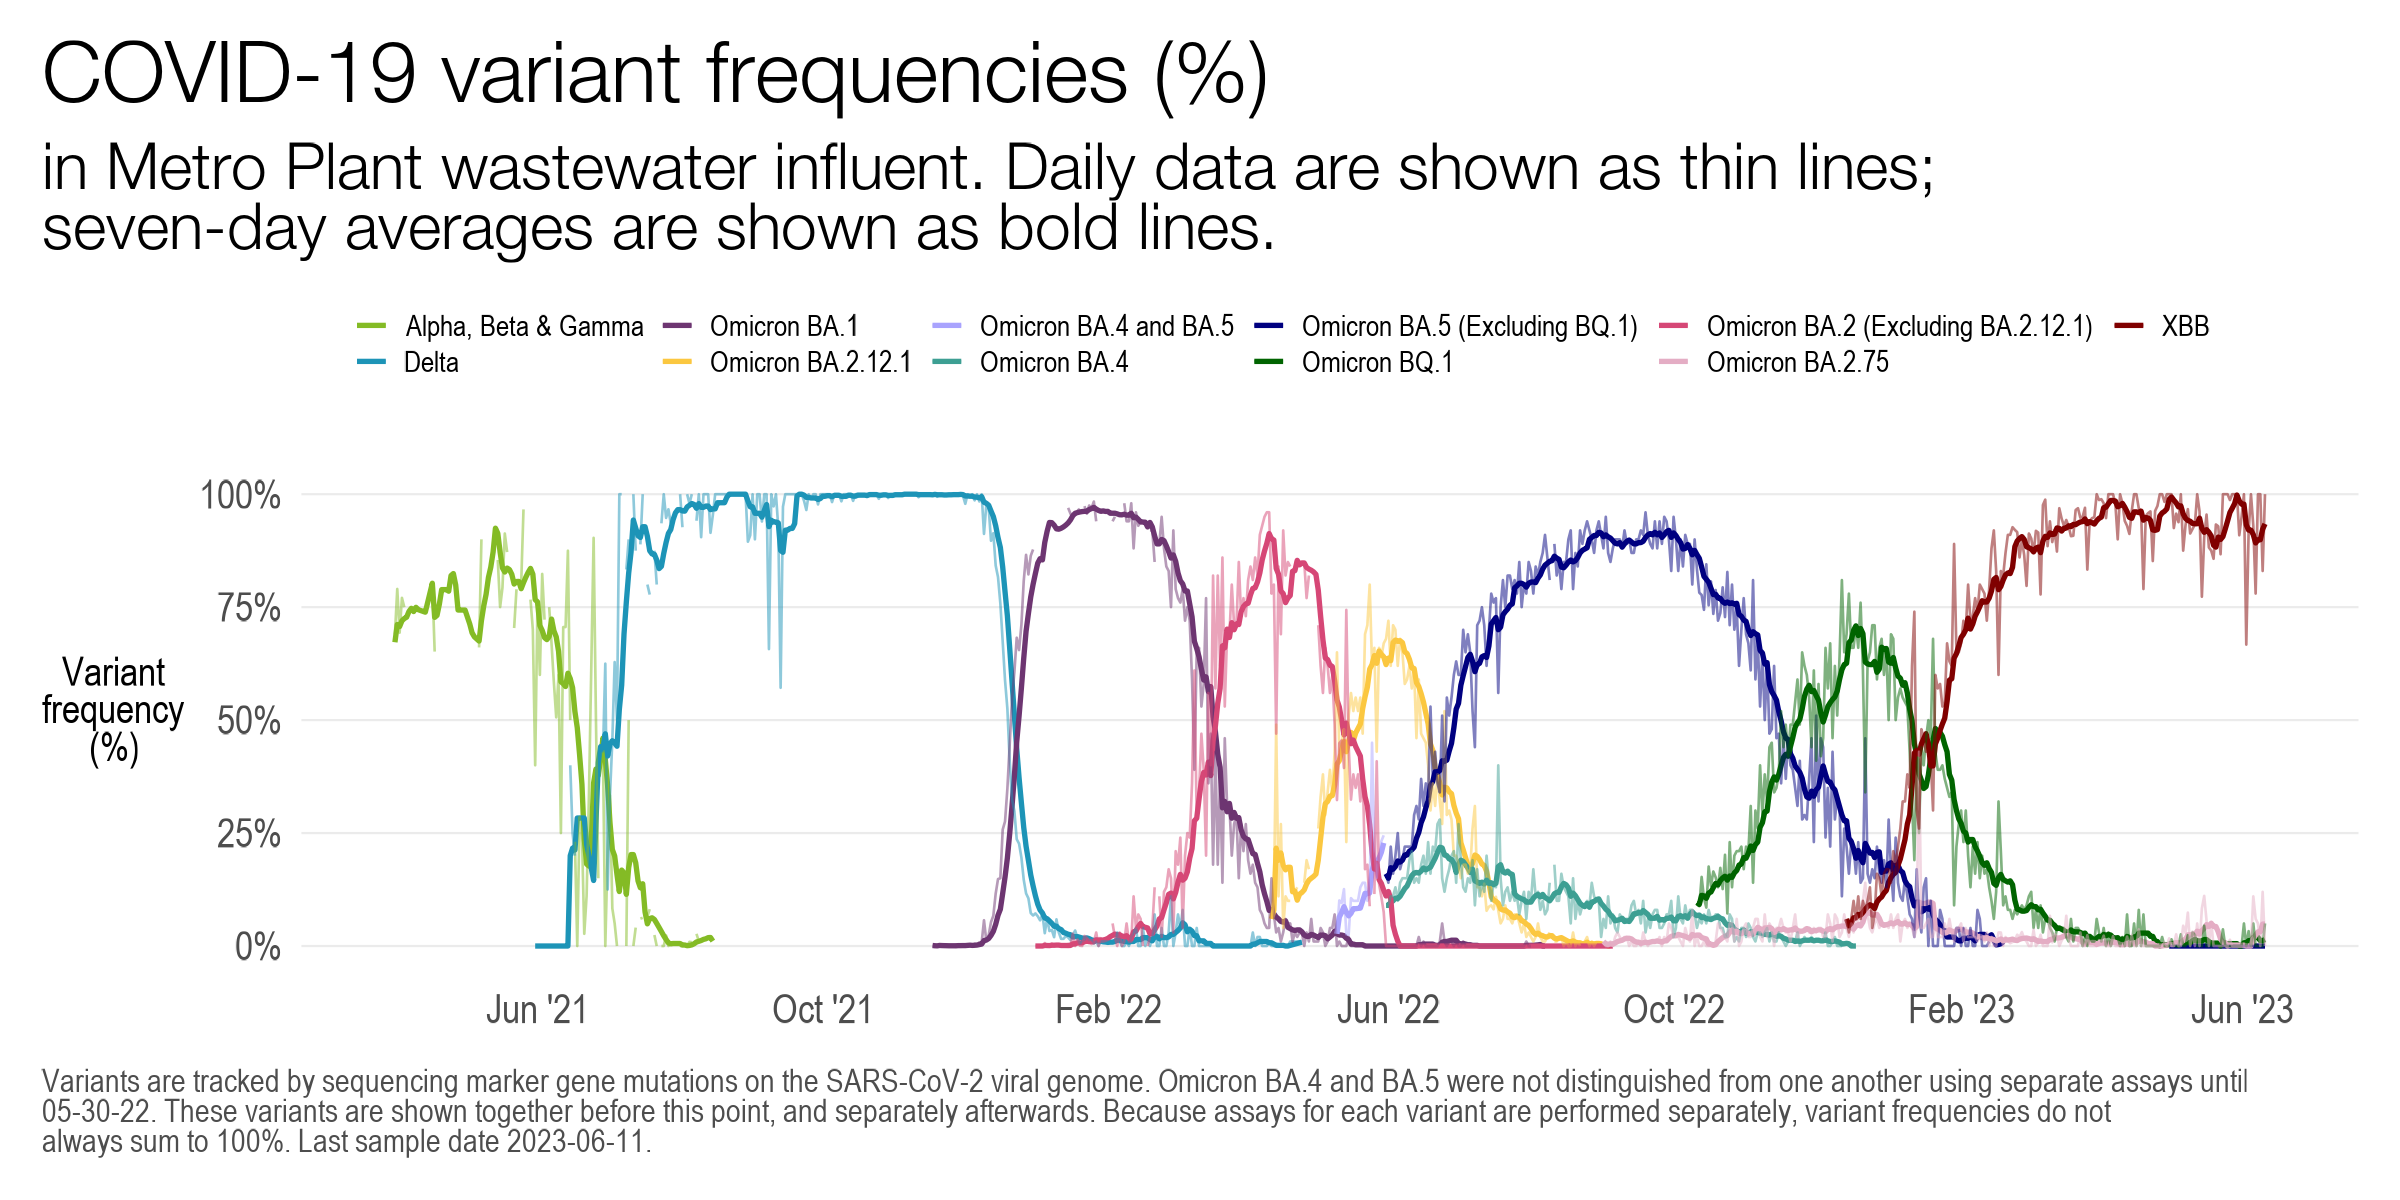 COVID-19 variant frequencies (%)
in Metro Plant wastewater influent. Daily data are shown as thin lines;
seven-day averages are shown as bold lines.
Alpha, Beta & Gamma Omicron BA.1 Omicron BA.4 and BA.5 Omicron BA.5 (Excluding BQ.1) Omicron BA.2 (Excluding BA.2.12.1) XBB
Delta Omicron BA.2.12.1 Omicron BA.4 Omicron BQ.1 Omicron BA.2.75
100%
75%
Variant
frequency
(%)
50%
25%
0%
Jun '21 Oct '21 Feb '22 Jun '22 Oct '22 Feb '23 Jun '23
Variants are tracked by sequencing marker gene mutations on the SARS-CoV-2 viral genome. Omicron BA.4 and BA.5 were not distinguished from one another using separate assays until
05-30-22. These variants are shown together before this point, and separately afterwards. Because assays for each variant are performed separately, variant frequencies do not
always sum to 100%. Last sample date 2023-06-11.